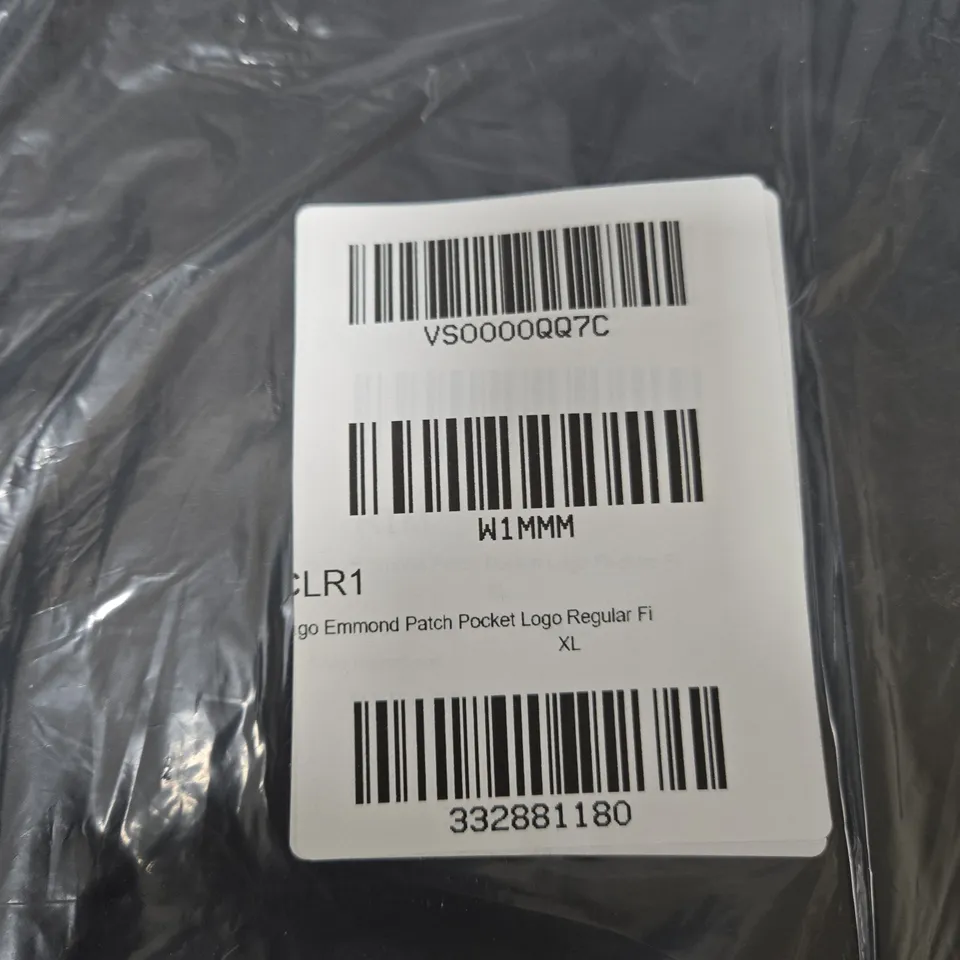 VS0000QQ7C
W1MMM
CLR1
go Emmond Patch Pocket Logo Regular Fi
XL
332881180